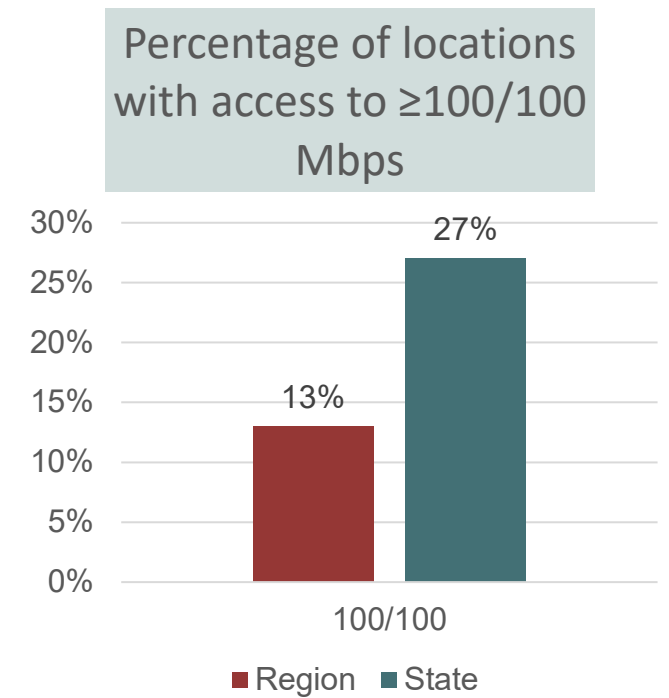 Percentage of locations
with access to ≥100/100
Mbps
30%
27%
25%
20%
15%
13%
10%
5%
0%
100/100
Region State